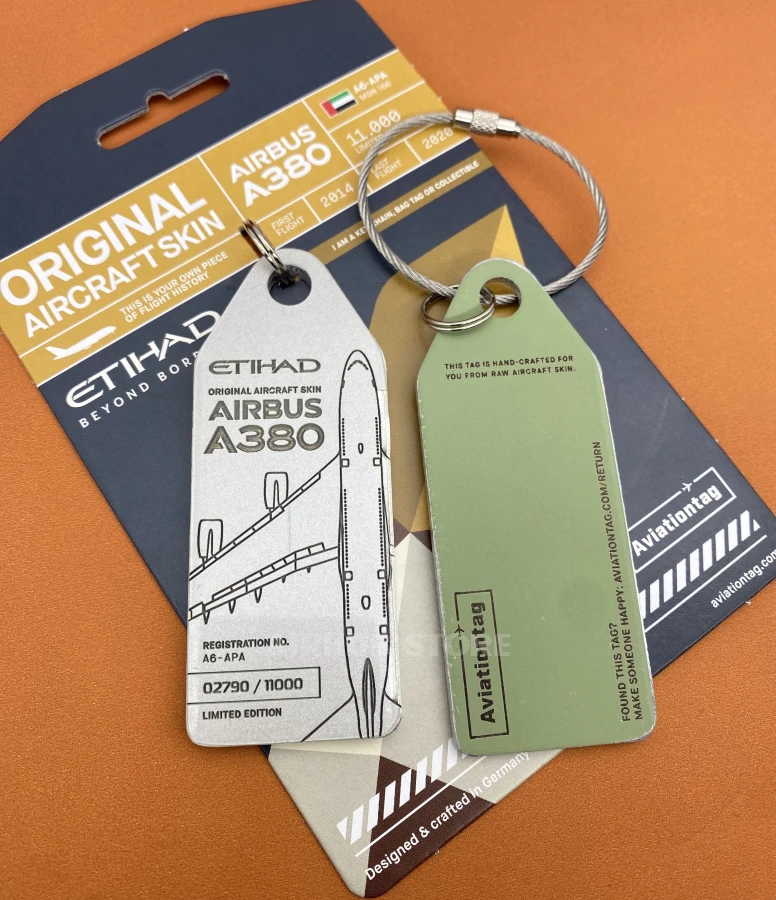 A6-APA
MSN 166
AIRBUS
A380
11,000
FIRST
FLIGHT
2014
LAST
FLIGHT
2020
ORIGINAL
AIRCRAFT SKIN
THIS IS YOUR OWN PIECE
OF FLIGHT HISTORY
I AM A KEYCHAIN, BAG TAG OR COLLECTIBLE
ETIHAD
BEYOND
ETIHAD
ORIGINAL AIRCRAFT SKIN
AIRBUS
A380
REGISTRATION NO.
A6-APA
02790 / 11000
LIMITED EDITION
THIS TAG IS HAND-CRAFTED FOR
YOU FROM RAW AIRCRAFT SKIN.
Aviationtag
FOUND THIS TAG?
MAKE SOMEONE HAPPY: AVIATIONTAG.COM/RETURN
Aviationtag
aviationtag.com
Designed & crafted in Germany
STORE